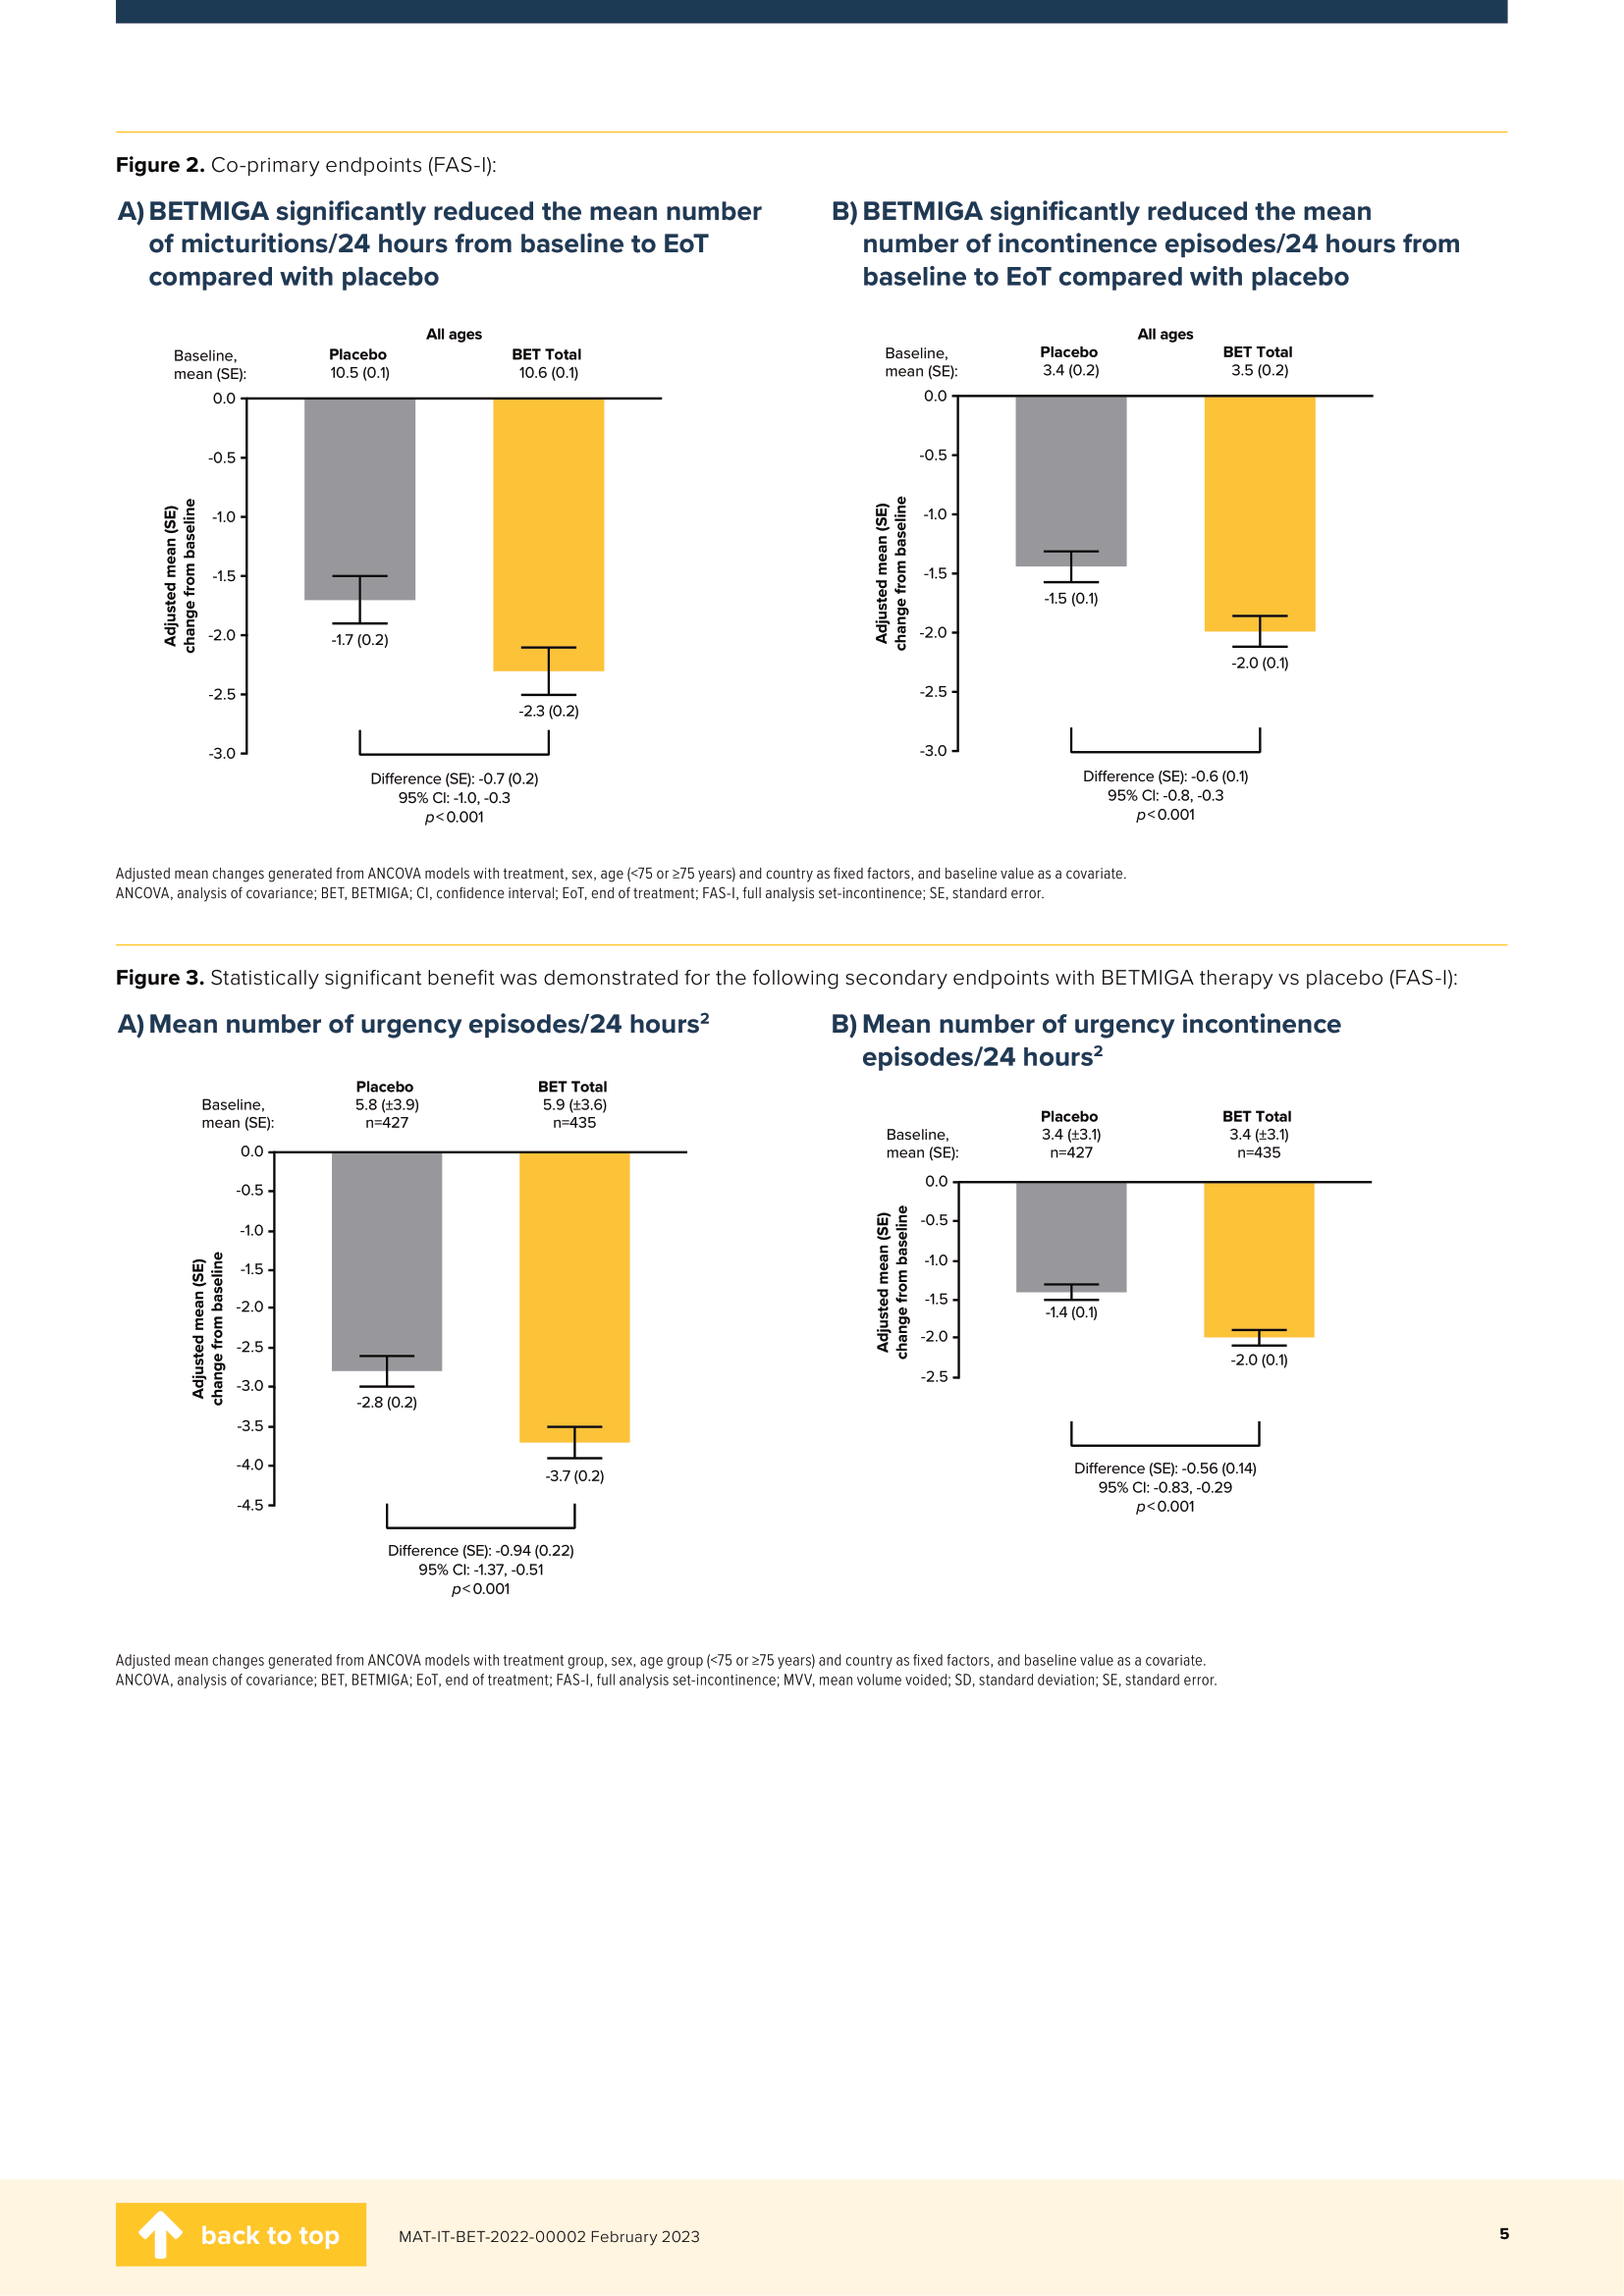 Figure 2. Co-primary endpoints (FAS-I):
A) BETMIGA significantly reduced the mean number
of micturitions/24 hours from baseline to EoT
compared with placebo
All ages
Baseline,
mean (SE):
Placebo
10.5 (0.1)
BET Total
10.6 (0.1)
Adjusted mean (SE)
change from baseline
0.0
-0.5
-1.0
-1.5
-2.0
-2.5
-3.0
-1.7 (0.2)
-2.3 (0.2)
Difference (SE): -0.7 (0.2)
95% CI: -1.0, -0.3
p<0.001
B) BETMIGA significantly reduced the mean
number of incontinence episodes/24 hours from
baseline to EoT compared with placebo
All ages
Baseline,
mean (SE):
Placebo
3.4 (0.2)
BET Total
3.5 (0.2)
Adjusted mean (SE)
change from baseline
0.0
-0.5
-1.0
-1.5
-2.0
-2.5
-3.0
-1.5 (0.1)
-2.0 (0.1)
Difference (SE): -0.6 (0.1)
95% CI: -0.8, -0.3
p<0.001
Adjusted mean changes generated from ANCOVA models with treatment, sex, age (<75 or ≥75 years) and country as fixed factors, and baseline value as a covariate.
ANCOVA, analysis of covariance; BET, BETMIGA; CI, confidence interval; EoT, end of treatment; FAS-I, full analysis set-incontinence; SE, standard error.
Figure 3. Statistically significant benefit was demonstrated for the following secondary endpoints with BETMIGA therapy vs placebo (FAS-I):
A) Mean number of urgency episodes/24 hours²
Baseline,
mean (SE):
Placebo
5.8 (±3.9)
n=427
BET Total
5.9 (±3.6)
n=435
Adjusted mean (SE)
change from baseline
0.0
-0.5
-1.0
-1.5
-2.0
-2.5
-3.0
-3.5
-4.0
-4.5
-2.8 (0.2)
-3.7 (0.2)
Difference (SE): -0.94 (0.22)
95% CI: -1.37, -0.51
p<0.001
B) Mean number of urgency incontinence
episodes/24 hours²
Baseline,
mean (SE):
Placebo
3.4 (±3.1)
n=427
BET Total
3.4 (±3.1)
n=435
Adjusted mean (SE)
change from baseline
0.0
-0.5
-1.0
-1.5
-2.0
-2.5
-1.4 (0.1)
-2.0 (0.1)
Difference (SE): -0.56 (0.14)
95% CI: -0.83, -0.29
p<0.001
Adjusted mean changes generated from ANCOVA models with treatment group, sex, age group (<75 or ≥75 years) and country as fixed factors, and baseline value as a covariate.
ANCOVA, analysis of covariance; BET, BETMIGA; EoT, end of treatment; FAS-I, full analysis set-incontinence; MVV, mean volume voided; SD, standard deviation; SE, standard error.
back to top
MAT-IT-BET-2022-00002 February 2023
5